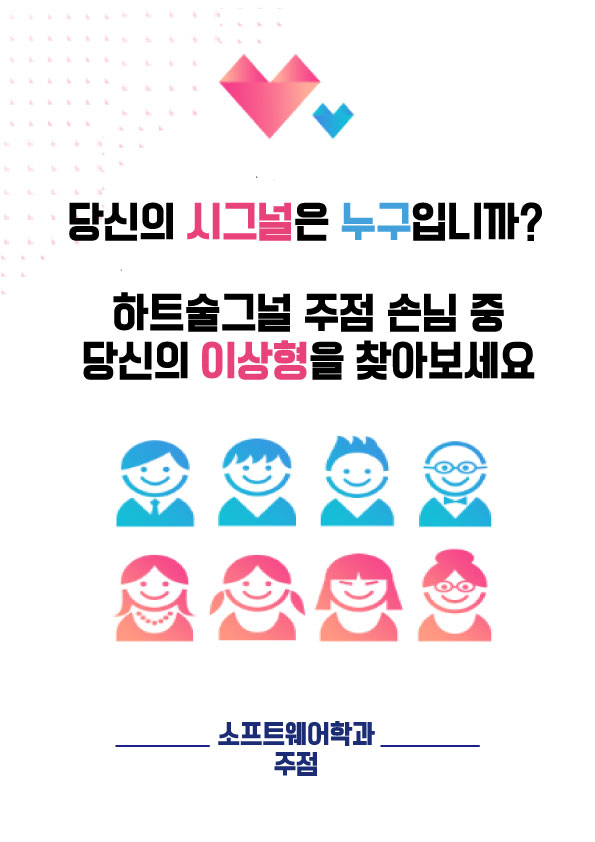 당신의 시그널은 누구입니까?
하트술그널 주점 손님 중
당신의 이상형을 찾아보세요
소프트웨어학과
주점